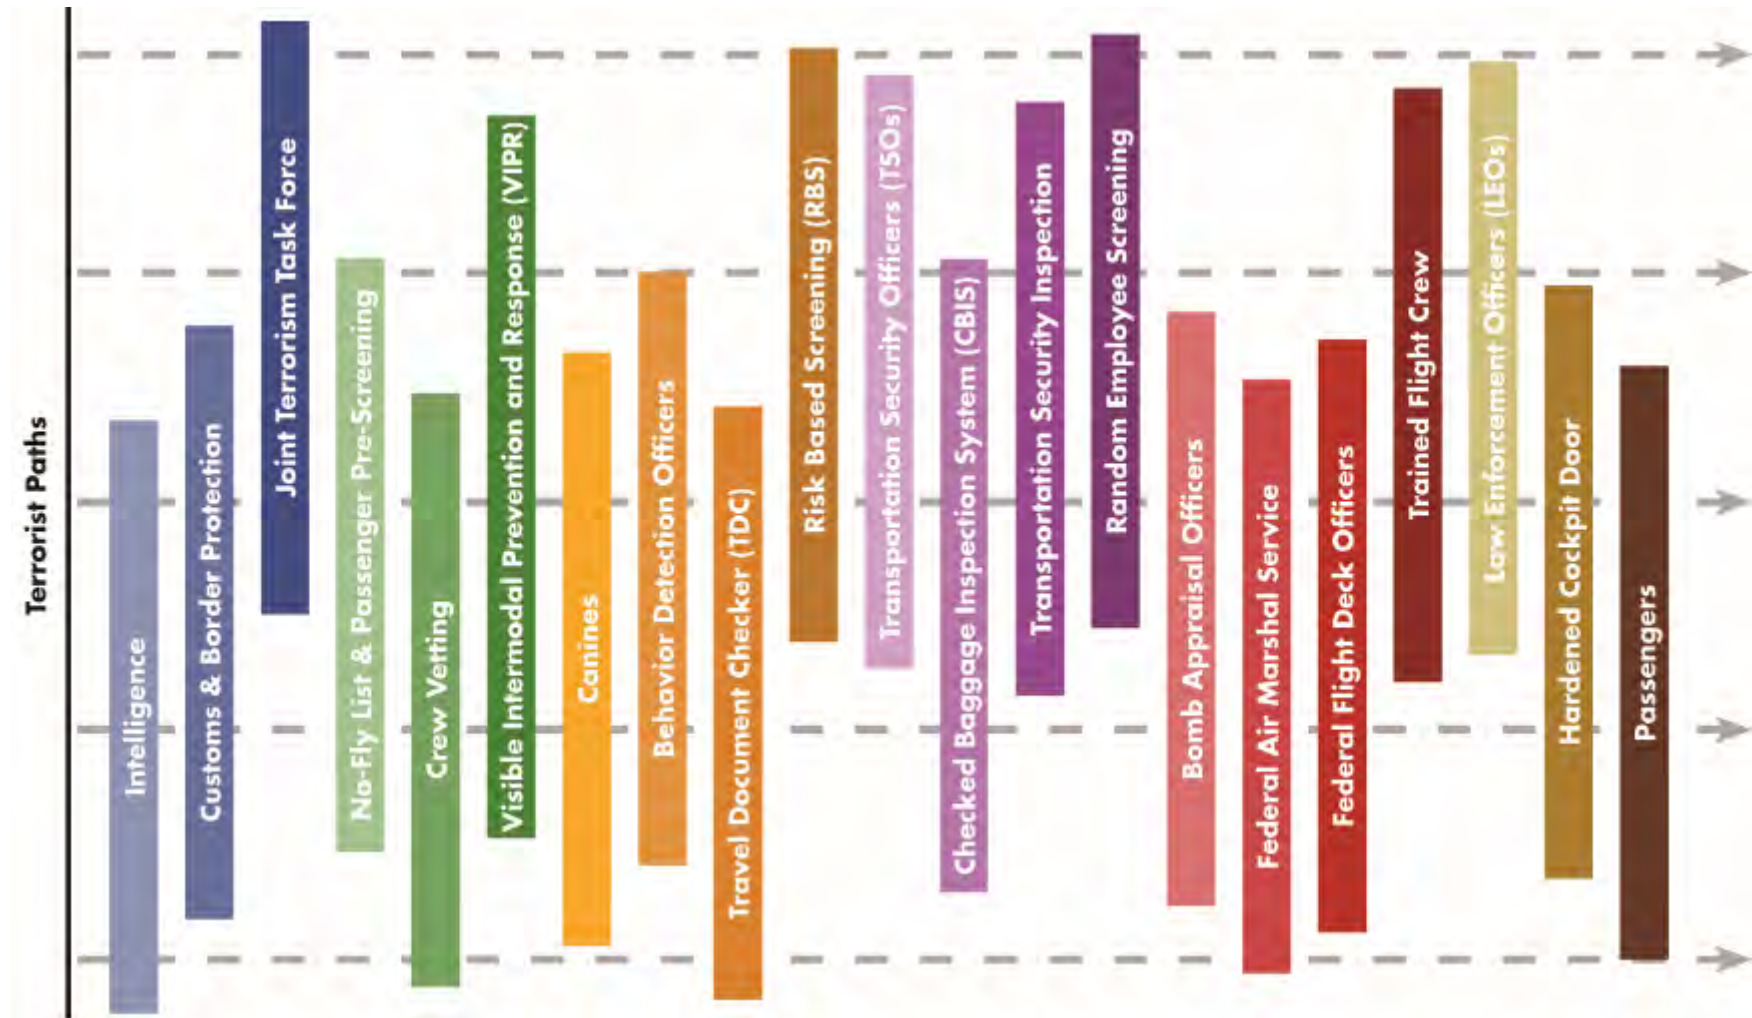 Terrorist Paths
Intelligence
Customs & Border Protection
Joint Terrorism Task Force
No-Fly List & Passenger Pre-Screening
Crew Vetting
Visible Intermodal Prevention and Response (VIPR)
Canines
Behavior Detection Officers
Travel Document Checker (TDC)
Risk Based Screening (RBS)
Transportation Security Officers (TSOs)
Checked Baggage Inspection System (CBIS)
Transportation Security Inspection
Random Employee Screening
Bomb Appraisal Officers
Federal Air Marshal Service
Federal Flight Deck Officers
Trained Flight Crew
Law Enforcement Officers (LEOs)
Hardened Cockpit Door
Passengers